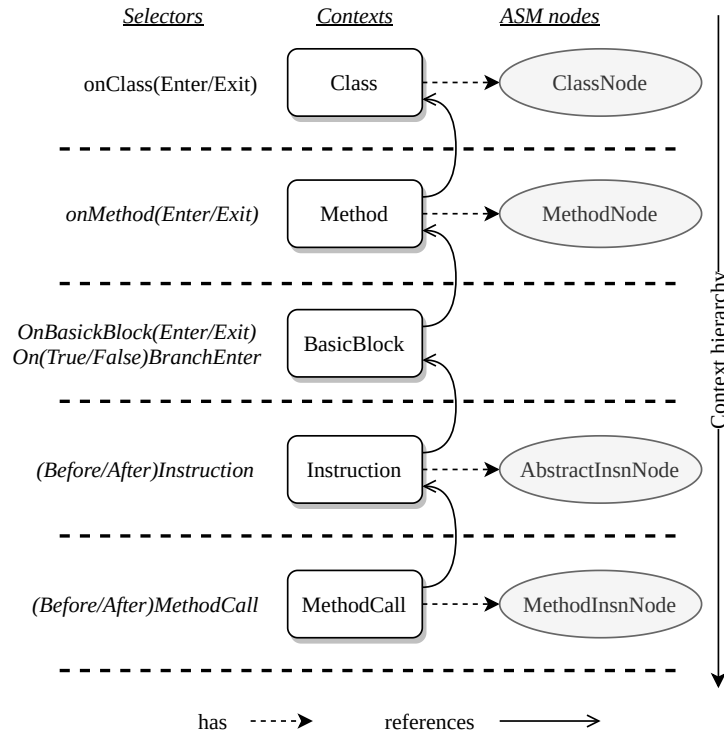 Selectors Contexts ASM nodes
onClass(Enter/Exit) Class ClassNode
onMethod(Enter/Exit) Method MethodNode
OnBasickBlock(Enter/Exit)
On(True/False)BranchEnter
BasicBlock
Context hierarchy
(Before/After)Instruction Instruction AbstractInsnNode
(Before/After)MethodCall MethodCall MethodInsnNode
has references